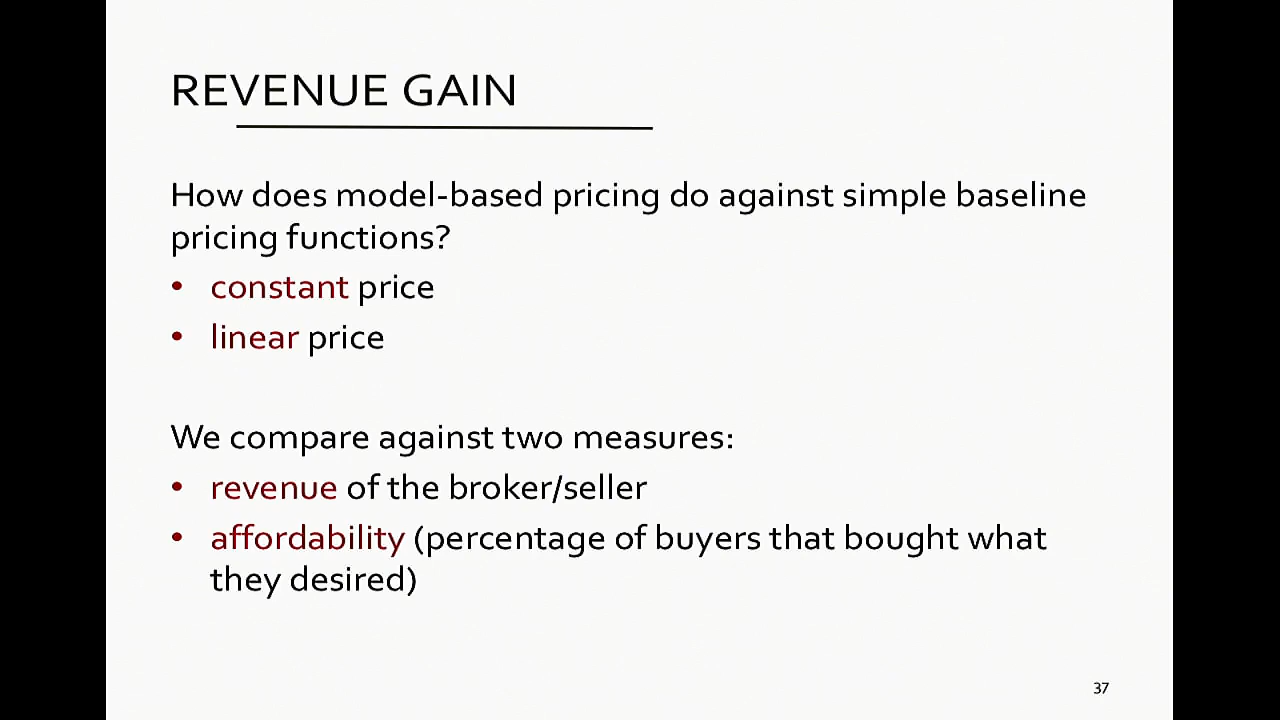 REVENUE GAIN
How does model-based pricing do against simple baseline
pricing functions?
• constant price
• linear price
We compare against two measures:
• revenue of the broker/seller
• affordability (percentage of buyers that bought what
they desired)
37